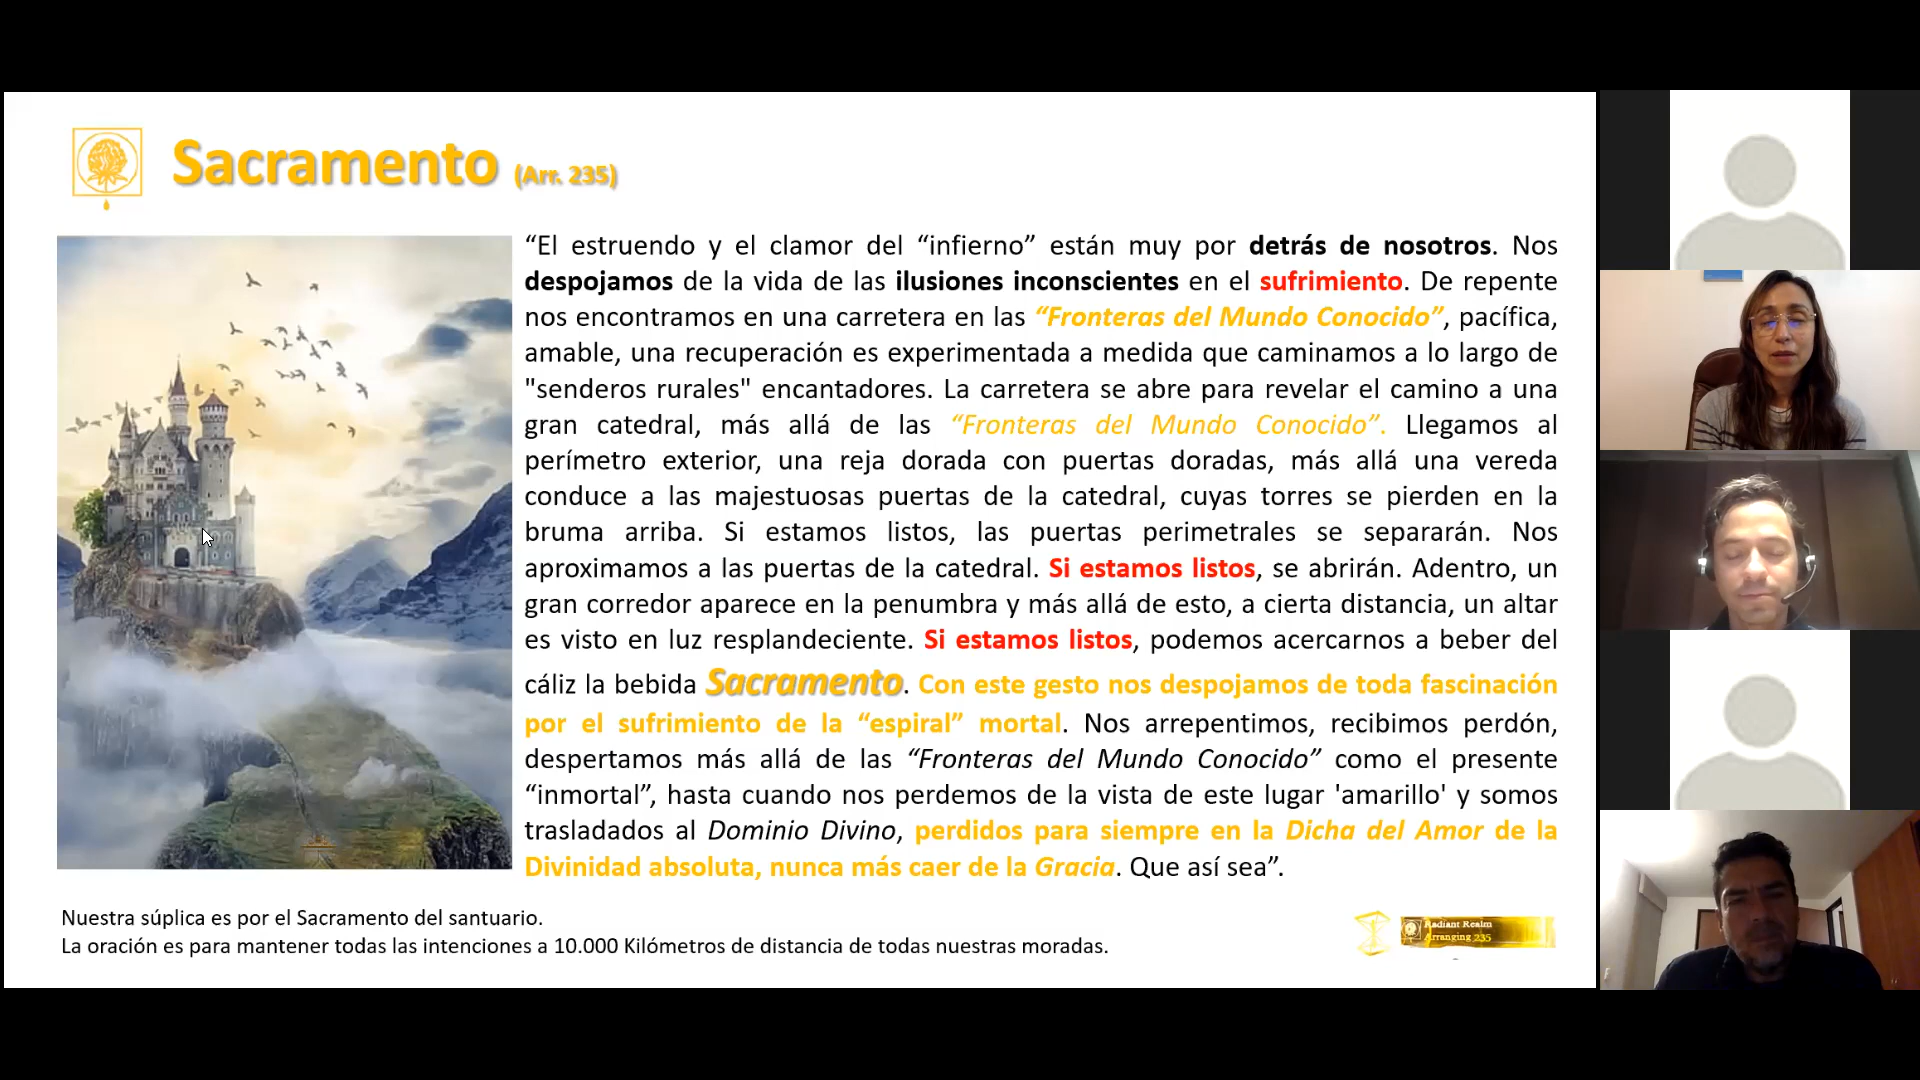 Sacramento (Arr. 235)
“El estruendo y el clamor del “infierno” están muy por detrás de nosotros. Nos
despojamos de la vida de las ilusiones inconscientes en el sufrimiento. De repente
nos encontramos en una carretera en las “Fronteras del Mundo Conocido”, pacífica,
amable, una recuperación es experimentada a medida que caminamos a lo largo de
"senderos rurales" encantadores. La carretera se abre para revelar el camino a una
gran catedral, más allá de las “Fronteras del Mundo Conocido”. Llegamos al
perímetro exterior, una reja dorada con puertas doradas, más allá una vereda
conduce a las majestuosas puertas de la catedral, cuyas torres se pierden en la
bruma arriba. Si estamos listos, las puertas perimetrales se separarán. Nos
aproximamos a las puertas de la catedral. Si estamos listos, se abrirán. Adentro, un
gran corredor aparece en la penumbra y más allá de esto, a cierta distancia, un altar
es visto en luz resplandeciente. Si estamos listos, podemos acercarnos a beber del
cáliz la bebida Sacramento. Con este gesto nos despojamos de toda fascinación
por el sufrimiento de la “espiral” mortal. Nos arrepentimos, recibimos perdón,
despertamos más allá de las “Fronteras del Mundo Conocido” como el presente
“inmortal”, hasta cuando nos perdemos de la vista de este lugar 'amarillo' y somos
trasladados al Dominio Divino, perdidos para siempre en la Dicha del Amor de la
Divinidad absoluta, nunca más caer de la Gracia. Que así sea”.
Nuestra súplica es por el Sacramento del santuario.
La oración es para mantener todas las intenciones a 10.000 Kilómetros de distancia de todas nuestras moradas.
Radiant Realm
Arranging 235